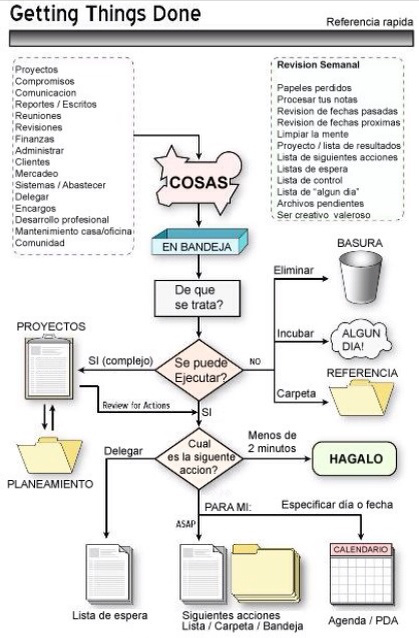 Getting Things Done
Referencia rapida
Proyectos
Compromisos
Comunicacion
Reportes / Escritos
Reuniones
Revisiones
Finanzas
Administrar
Clientes
Mercadeo
Sistemas / Abastecer
Delegar
Encargos
Desarrollo profesional
Mantenimiento casa/oficina
Comunidad
Revision Semanal
Papeles perdidos
Procesar tus notas
Revision de fechas pasadas
Revision de fechas proximas
Limpiar la mente
Proyecto / lista de resultados
Lista de siguientes acciones
Listas de espera
Lista de control
Lista de "algun dia"
Archivos pendientes
Ser creativo valeroso
!COSAS
EN BANDEJA
De que
se trata?
Se puede
Ejecutar?
NO
Eliminar
BASURA
Incubar
ALGUN
DIA!
Carpeta
REFERENCIA
SI (complejo)
PROYECTOS
Review for Actions
SI
PLANEAMIENTO
Cual
es la siguente
accion?
Menos de
2 minutos
HAGALO
Delegar
Lista de espera
PARA MI:
ASAP
Siguientes acciones
Lista / Carpeta / Bandeja
Especificar día o fecha
CALENDARIO
Agenda / PDA